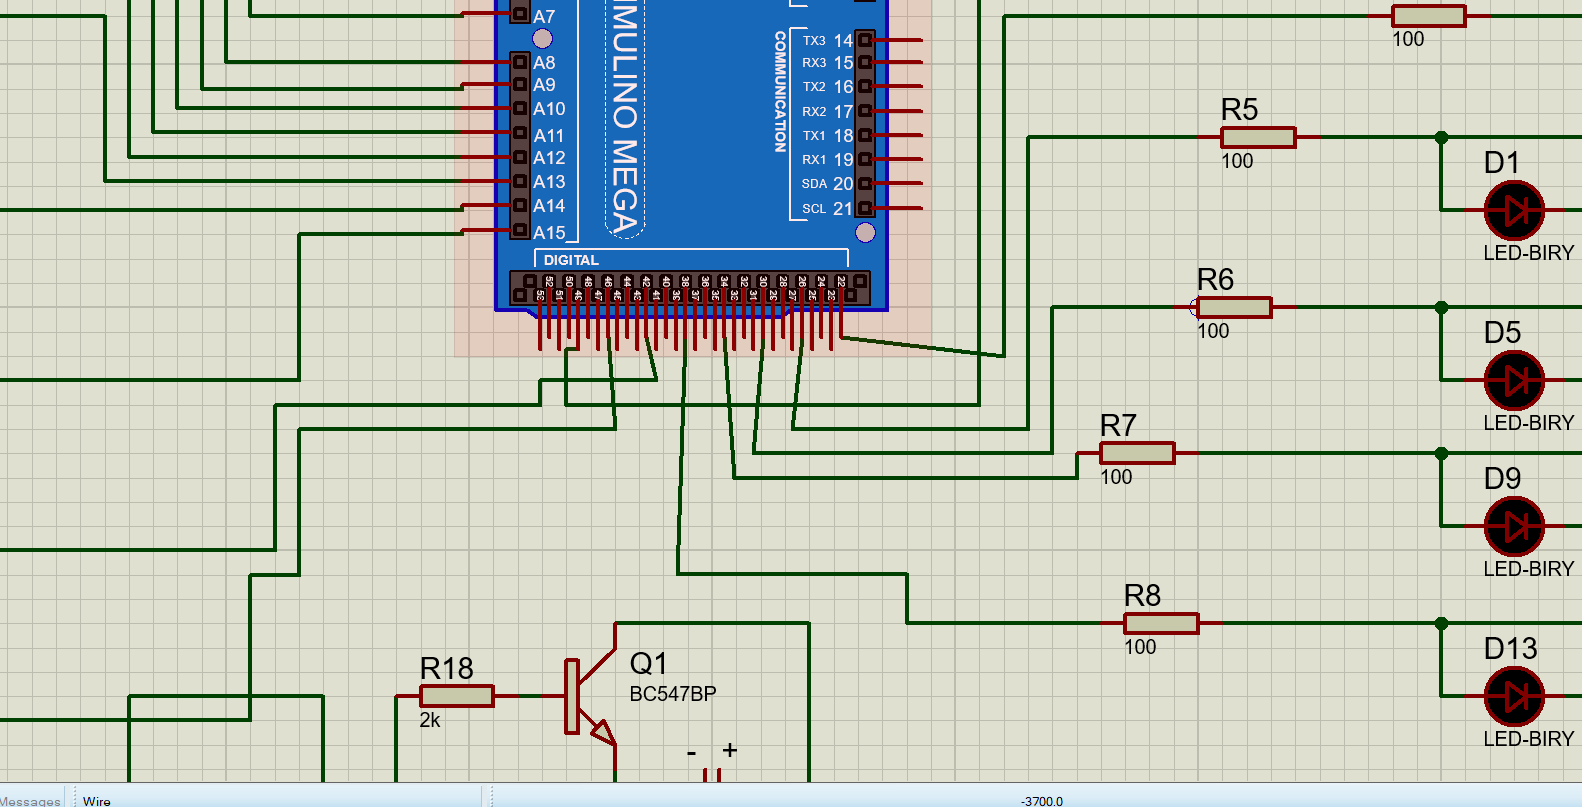 A7
A8
A9
A10
A11
A12
A13
A14
A15
IMULINO MEGA
COMMUNICATION
TX3 14
RX3 15
TX2 16
RX2 17
TX1 18
RX1 19
SDA 20
SCL 21
DIGITAL
52 50 48 46 44 42 40 38 36 34 32 30 28 26 24 22
53 51 49 47 45 43 41 39 37 35 33 31 29 27 25 23
100
R5
100
D1
LED-BIRY
R6
100
D5
LED-BIRY
R7
100
D9
LED-BIRY
R8
100
D13
LED-BIRY
R18
2k
Q1
BC547BP
- +
Messages
Wire
-3700.0